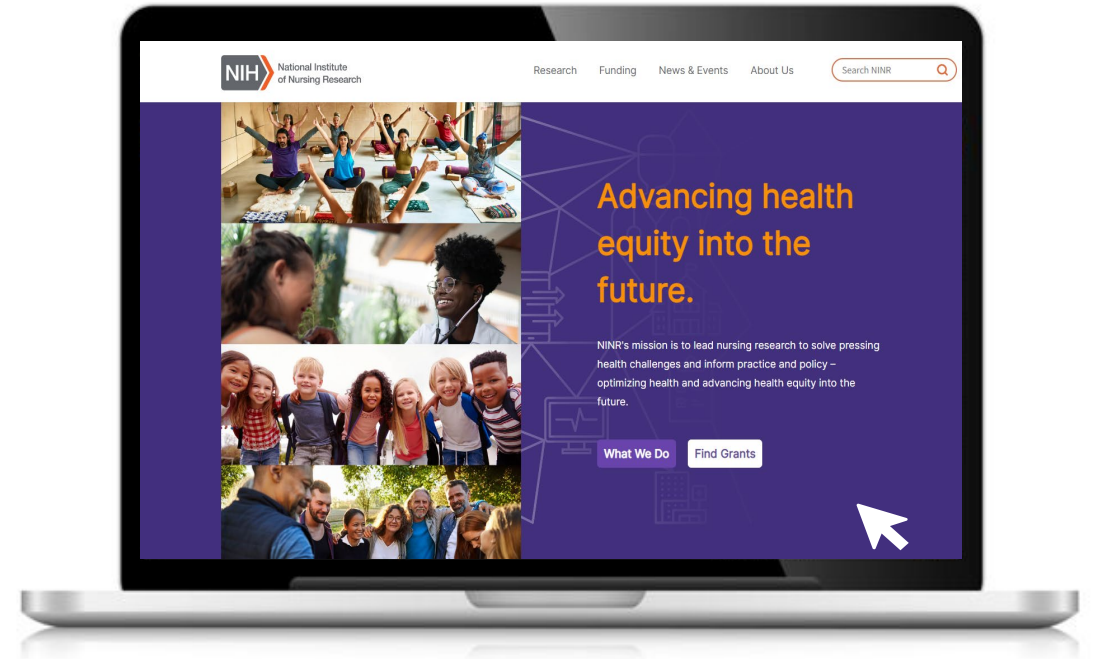 NIH
National Institute
of Nursing Research
Research Funding News & Events About Us
Search NINR
Advancing health
equity into the
future.
NINR's mission is to lead nursing research to solve pressing
health challenges and inform practice and policy –
optimizing health and advancing health equity into the
future.
What We Do
Find Grants